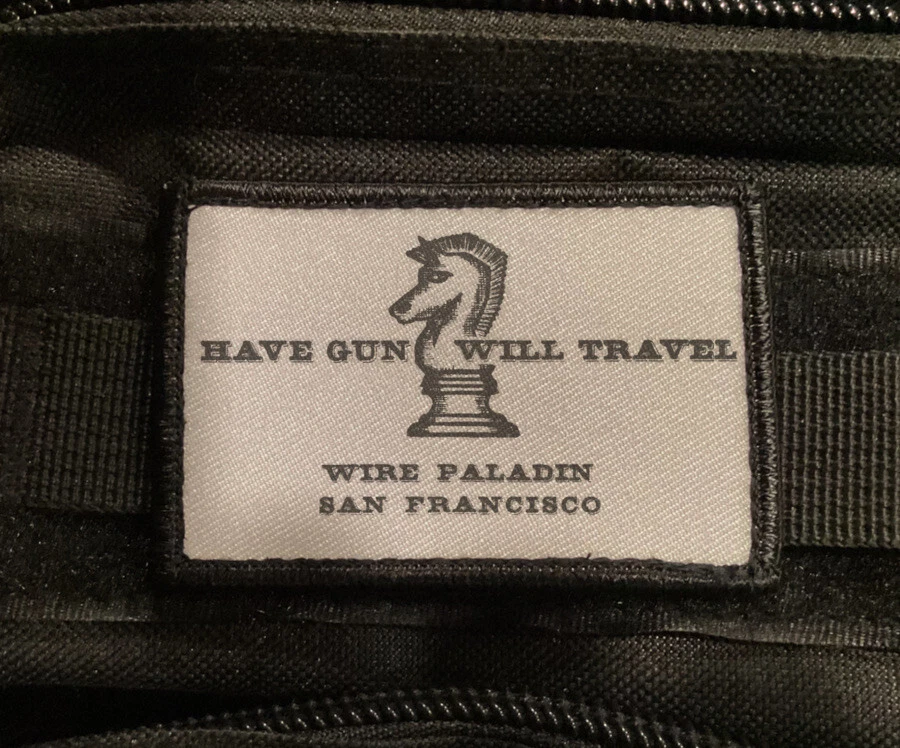 HAVE GUN WILL TRAVEL
WIRE PALADIN
SAN FRANCISCO